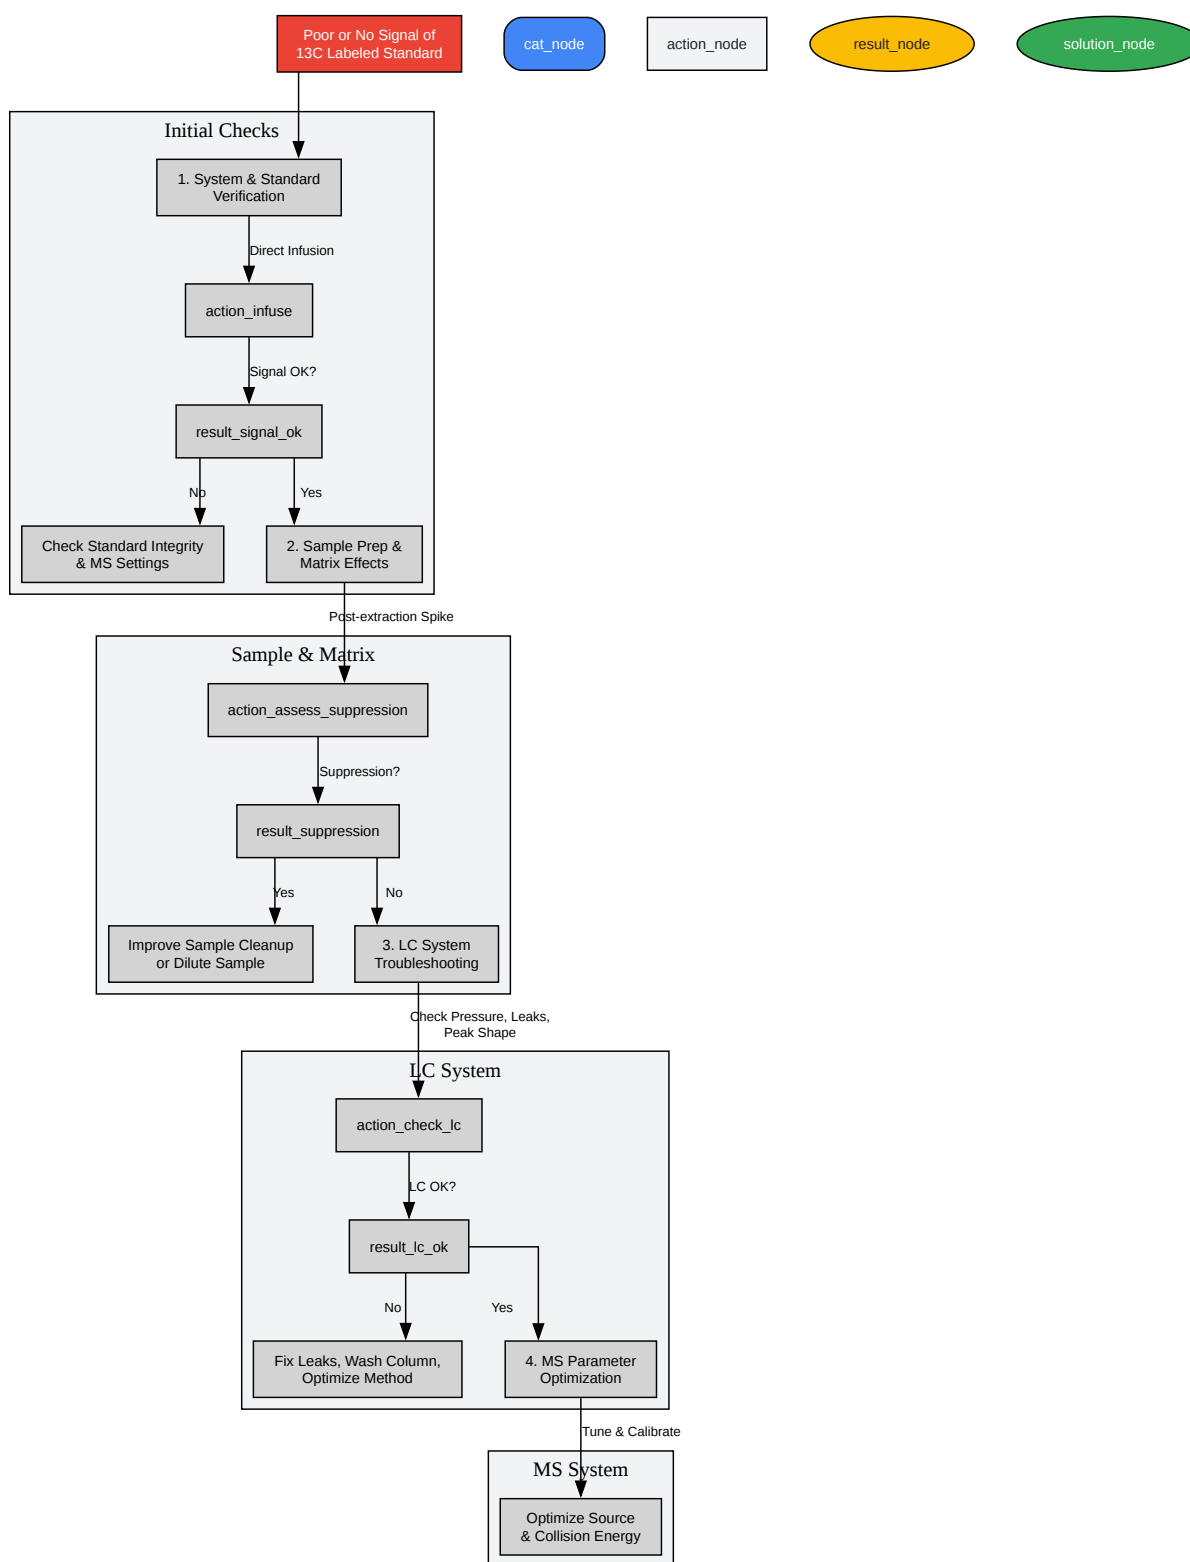 Poor or No Signal of
13C Labeled Standard
cat_node
action_node
result_node
solution_node
Initial Checks
1. System & Standard
Verification
Direct Infusion
action_infuse
Signal OK?
result_signal_ok
No
Yes
Check Standard Integrity
& MS Settings
2. Sample Prep &
Matrix Effects
Post-extraction Spike
Sample & Matrix
action_assess_suppression
Suppression?
result_suppression
Yes
No
Improve Sample Cleanup
or Dilute Sample
3. LC System
Troubleshooting
Check Pressure, Leaks,
Peak Shape
LC System
action_check_lc
LC OK?
result_lc_ok
No
Yes
Fix Leaks, Wash Column,
Optimize Method
4. MS Parameter
Optimization
Tune & Calibrate
MS System
Optimize Source
& Collision Energy